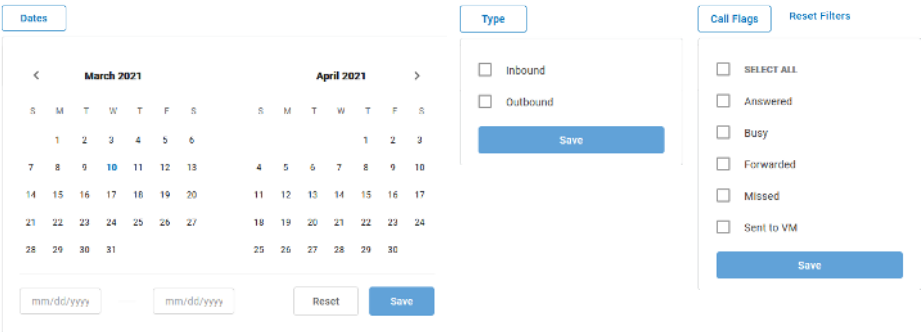 Dates
March 2021
S M T W T F S
1 2 3 4 5 6
7 8 9 10 11 12 13
14 15 16 17 18 19 20
21 22 23 24 25 26 27
28 29 30 31
April 2021
S M T W T F S
1 2 3
4 5 6 7 8 9 10
11 12 13 14 15 16 17
18 19 20 21 22 23 24
25 26 27 28 29 30
mm/dd/yyyy
mm/dd/yyyy
Reset
Save
Type
Inbound
Outbound
Save
Call Flags
Reset Filters
SELECT ALL
Answered
Busy
Forwarded
Missed
Sent to VM
Save